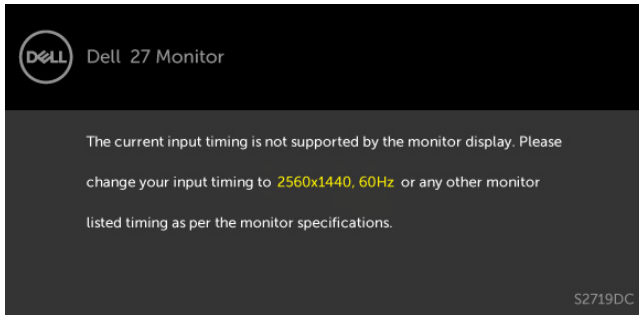 DELL
Dell 27 Monitor
The current input timing is not supported by the monitor display. Please
change your input timing to 2560x1440, 60Hz or any other monitor
listed timing as per the monitor specifications.
S2719DC